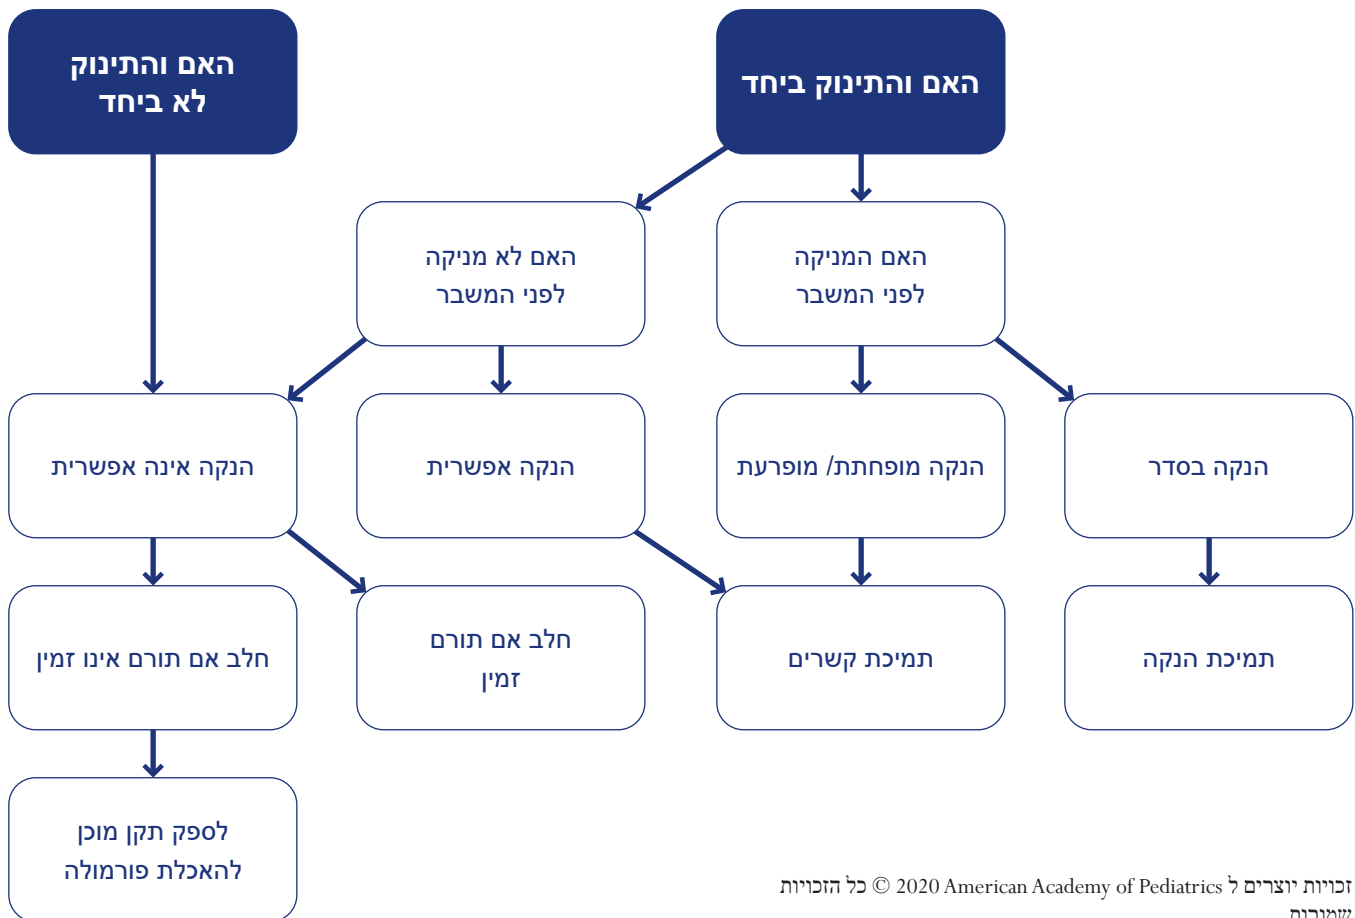 האם והתינוק ביחד
האם והתינוק
לא ביחד
האם המניקה
לפני המשבר
האם לא מניקה
לפני המשבר
הנקה בסדר
הנקה מופחתת/ מופרעת
הנקה אפשרית
הנקה אינה אפשרית
תמיכת הנקה
תמיכת קשרים
חלב אם תורם
זמין
חלב אם תורם אינו זמין
לספק תקן מוכן
להאכלת פורמולה
זכויות יוצרים ל American Academy of Pediatrics 2020 © כל הזכויות
שמורות